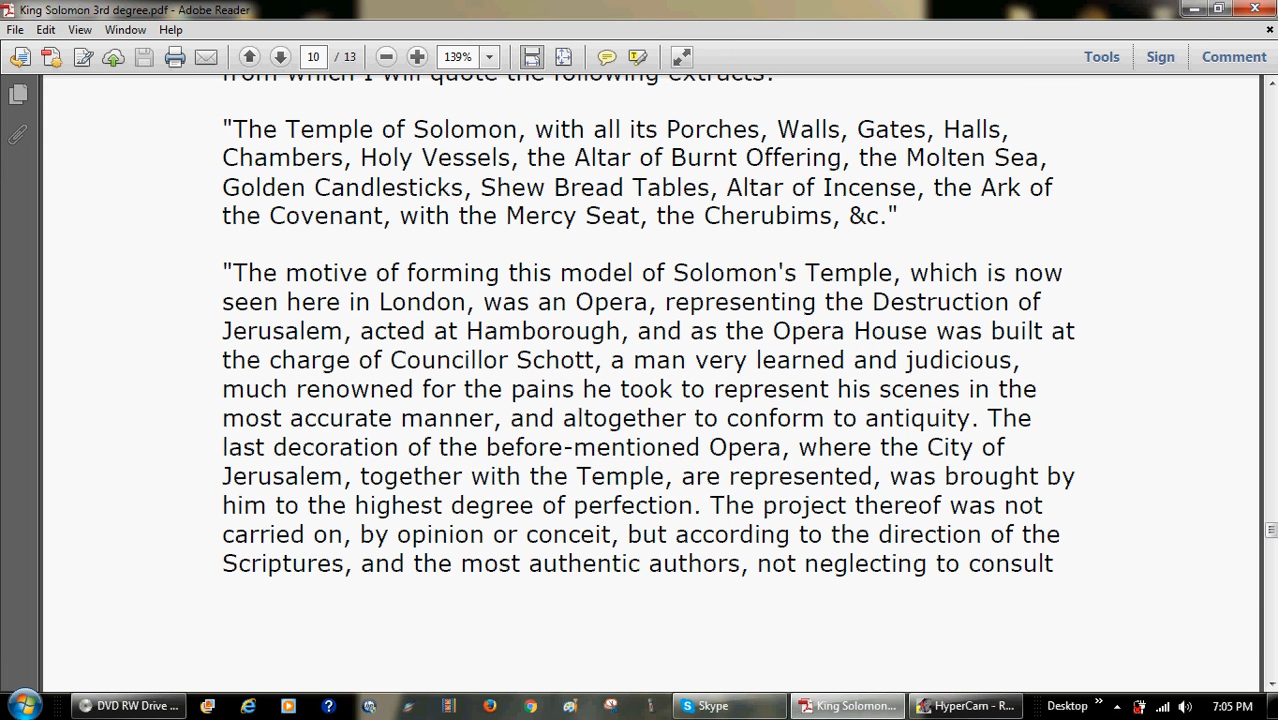 King Solomon 3rd degree.pdf - Adobe Reader
File Edit View Window Help
10 / 13 139% Tools Sign Comment
from which I will quote the following extracts:
"The Temple of Solomon, with all its Porches, Walls, Gates, Halls,
Chambers, Holy Vessels, the Altar of Burnt Offering, the Molten Sea,
Golden Candlesticks, Shew Bread Tables, Altar of Incense, the Ark of
the Covenant, with the Mercy Seat, the Cherubims, &c."
"The motive of forming this model of Solomon's Temple, which is now
seen here in London, was an Opera, representing the Destruction of
Jerusalem, acted at Hamborough, and as the Opera House was built at
the charge of Councillor Schott, a man very learned and judicious,
much renowned for the pains he took to represent his scenes in the
most accurate manner, and altogether to conform to antiquity. The
last decoration of the before-mentioned Opera, where the City of
Jerusalem, together with the Temple, are represented, was brought by
him to the highest degree of perfection. The project thereof was not
carried on, by opinion or conceit, but according to the direction of the
Scriptures, and the most authentic authors, not neglecting to consult
DVD RW Drive ... Skype King Solomon... HyperCam - R... Desktop » 7:05 PM